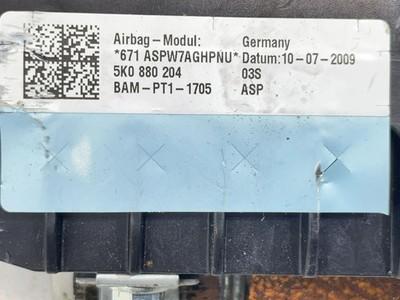 Airbag-Modul: Germany
*671 ASPW7AGHPNU* Datum:10-07-2009
5K0 880 204 03S
BAM-PT1-1705 ASP